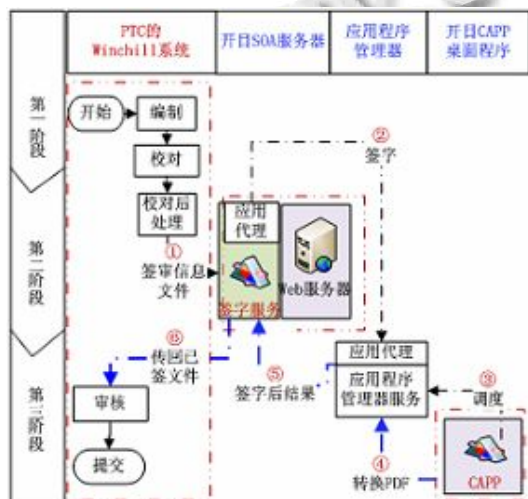 PTC的
Winchill系统
开目SOA服务器
应用程序
管理器
开目CAPP
桌面程序
第一阶段
开始
编制
校对
校对后
处理
②
签字
第二阶段
①
签审信息
文件
应用
代理
签字服务
Web服务器
⑥
传回已
签文件
⑤
签字后结果
应用代理
应用程序
管理器服务
③
调度
第三阶段
审核
提交
④
转换PDF
CAPP